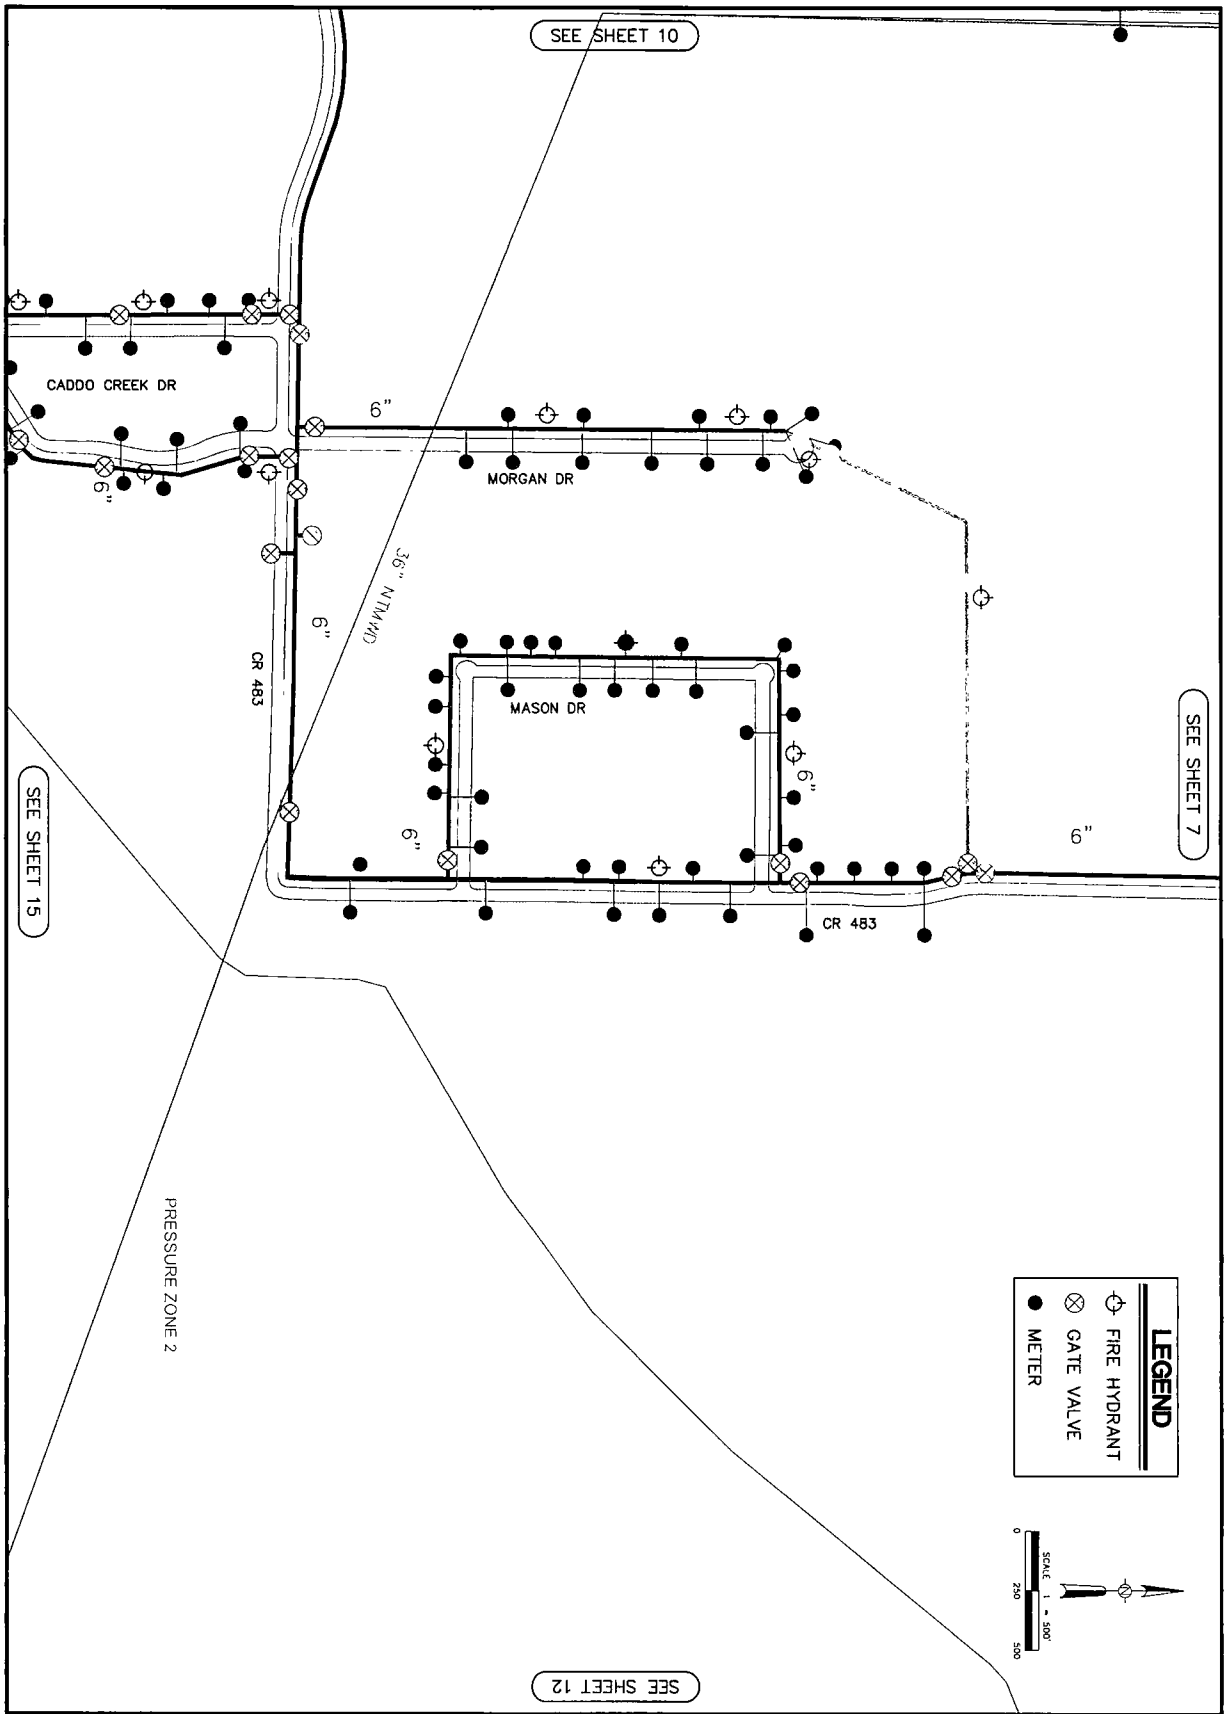 SEE SHEET 10
CADDO CREEK DR
6"
MORGAN DR
6"
36" NTMWD
6"
CR 483
MASON DR
6"
6"
SEE SHEET 7
6"
SEE SHEET 15
CR 483
PRESSURE ZONE 2
LEGEND
FIRE HYDRANT
GATE VALVE
METER
N
SCALE 1" = 500'
0 250 500
SEE SHEET 12